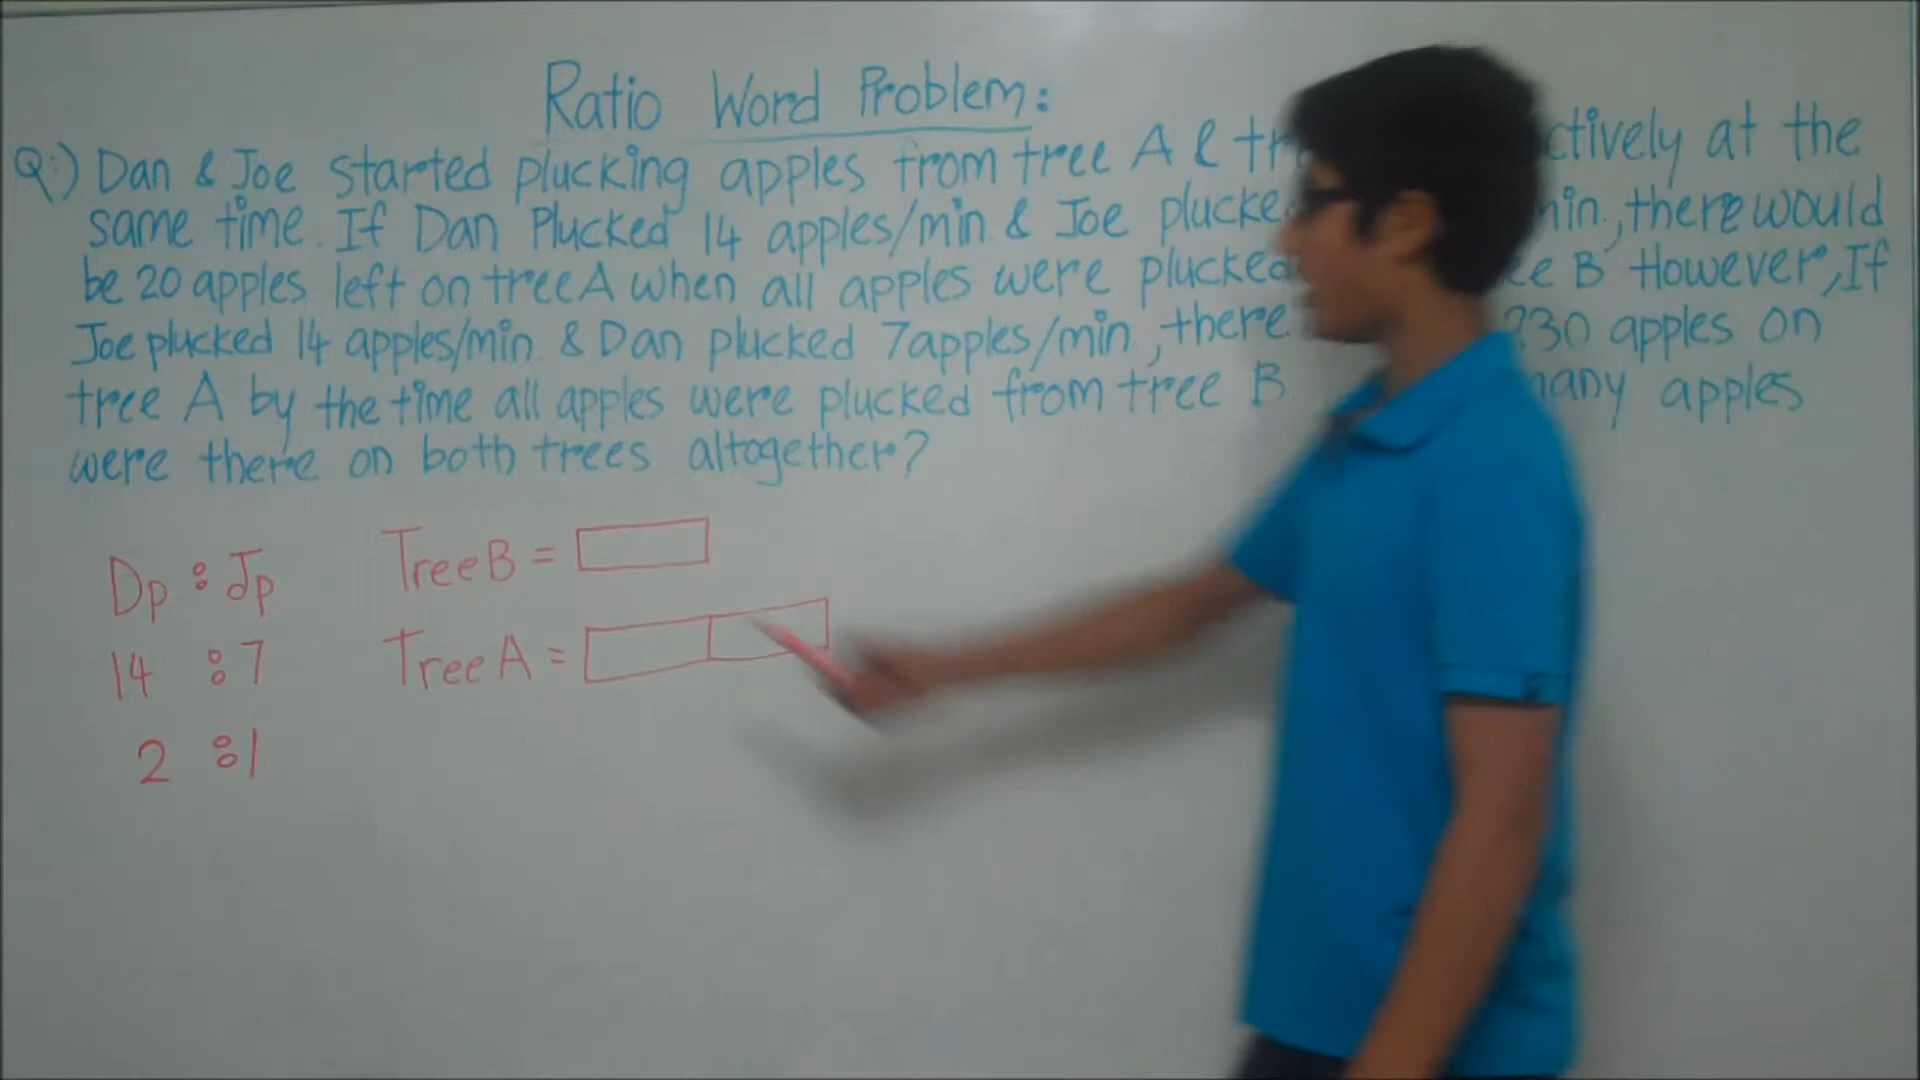 Ratio Word Problem:
Q:) Dan & Joe started plucking apples from tree A & tr ctively at the
same time. If Dan Plucked 14 apples/min & Joe plucke min, there would
be 20 apples left on tree A when all apples were plucked ee B However, If
Joe plucked 14 apples/min & Dan plucked 7 apples/min, there 30 apples on
tree A by the time all apples were plucked from tree B. many apples
were there on both trees altogether?
Dp : Jp
14 : 7
2 : 1
Tree B =
Tree A =